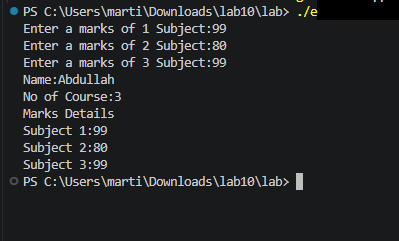 PS C:\Users\marti\Downloads\lab10\lab> ./e
Enter a marks of 1 Subject:99
Enter a marks of 2 Subject:80
Enter a marks of 3 Subject:99
Name:Abdullah
No of Course:3
Marks Details
Subject 1:99
Subject 2:80
Subject 3:99
PS C:\Users\marti\Downloads\lab10\lab>